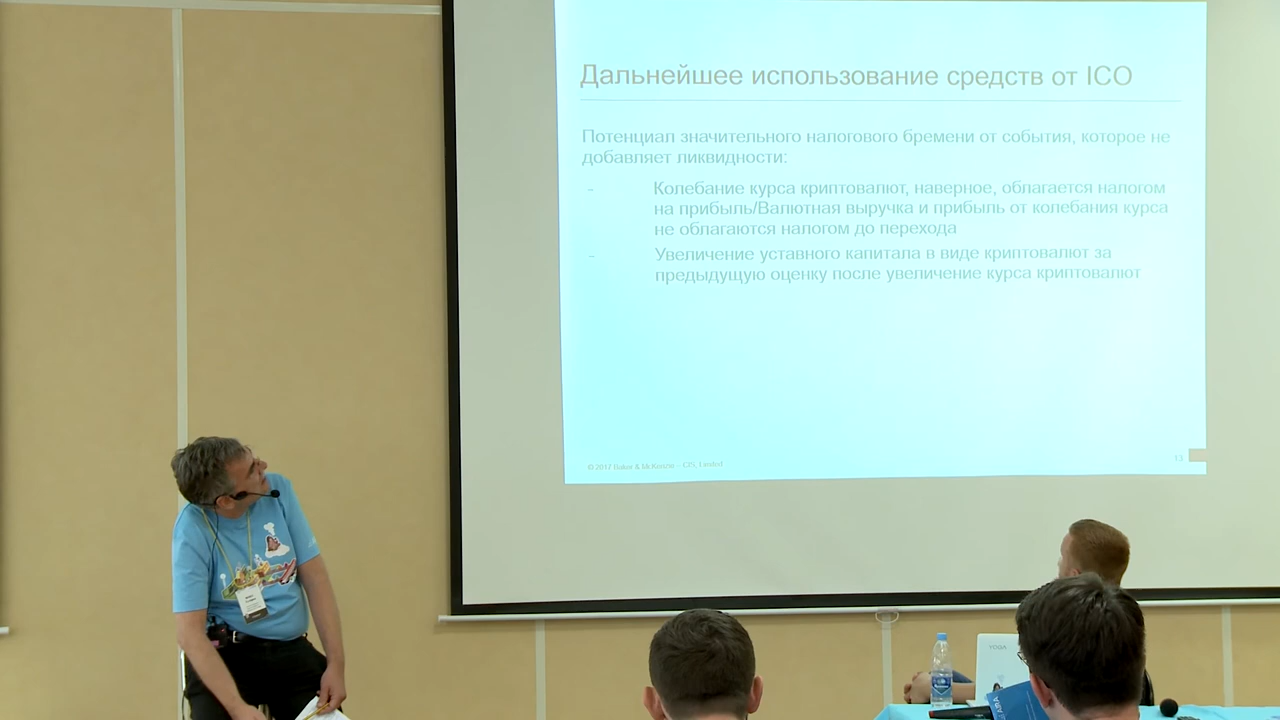 Дальнейшее использование средств от ICO
Потенциал значительного налогового бремени от события, которое не
добавляет ликвидности:
- Колебание курса криптовалют, наверное, облагается налогом
на прибыль/Валютная выручка и прибыль от колебания курса
не облагаются налогом до перехода
- Увеличение уставного капитала в виде криптовалют за
предыдущую оценку после увеличение курса криптовалют
© 2017 Baker & McKenzie – CIS, Limited
13
YOGA